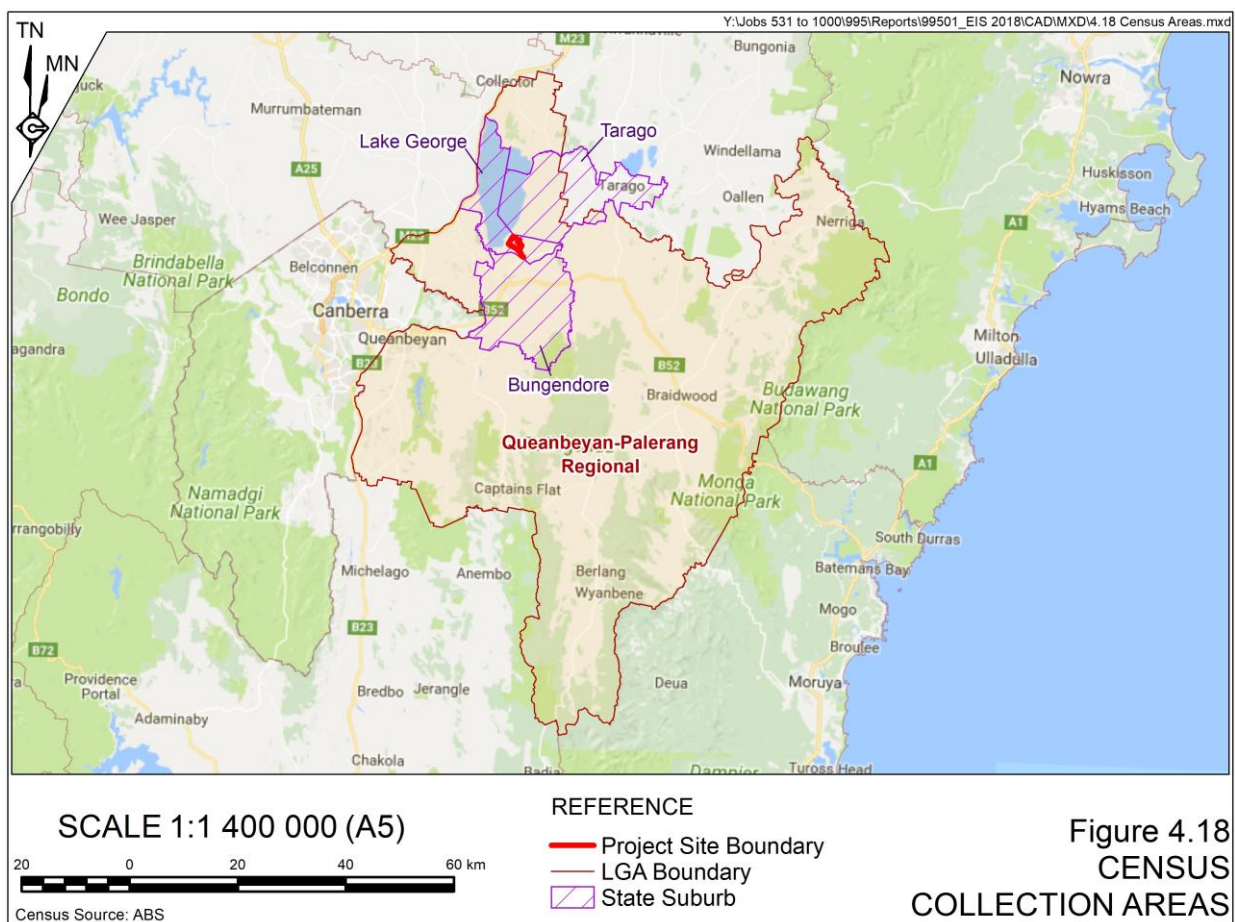 Y:\Jobs 531 to 1000\995\Reports\99501_EIS 2018\CAD\MXD\4.18 Census Areas.mxd
TN
MN
M23
Bungonia
Collector
Nowra
Murrumbateman
Lake George
Tarago
Windellama
A25
Tarago
Huskisson
Oallen
Hyams Beach
Wee Jasper
Nerriga
A1
M23
Brindabella
National Park
Belconnen
Bondo
Canberra
B52
Queanbeyan
Milton
Ulladulla
B23
B52
Bungendore
Braidwood
Budawang
National Park
Queanbeyan-Palerang
Regional
A1
Captains Flat
Monga
National Park
Namadgi
National Park
South Durras
Michelago
Anembo
Berlang
Wyanbene
Batemans Bay
Mogo
B23
Broulee
B72
Providence
Portal
Bredbo
Jerangle
Deua
Moruya
Adaminaby
Chakola
Tuross Head
SCALE 1:1 400 000 (A5)
20 0 20 40 60 km
Census Source: ABS
REFERENCE
Project Site Boundary
LGA Boundary
State Suburb
Figure 4.18
CENSUS
COLLECTION AREAS